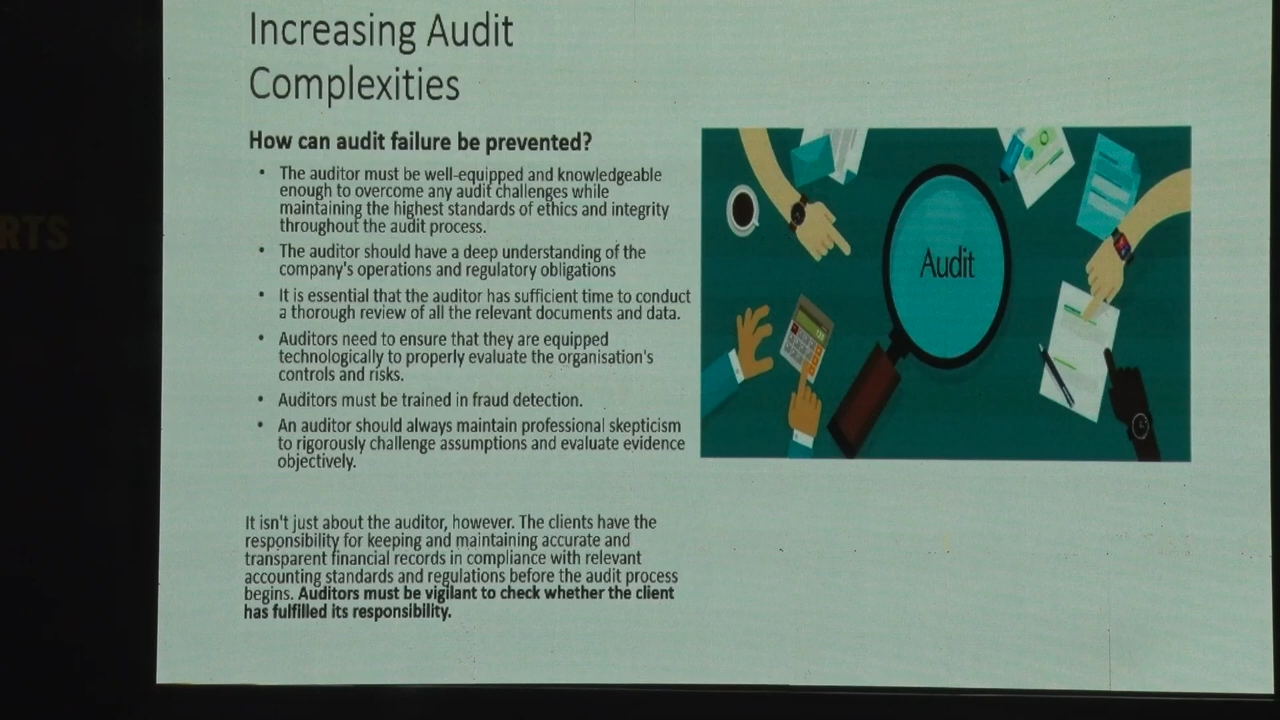 Increasing Audit
Complexities
How can audit failure be prevented?
• The auditor must be well-equipped and knowledgeable
enough to overcome any audit challenges while
maintaining the highest standards of ethics and integrity
throughout the audit process.
• The auditor should have a deep understanding of the
company's operations and regulatory obligations
• It is essential that the auditor has sufficient time to conduct
a thorough review of all the relevant documents and data.
• Auditors need to ensure that they are equipped
technologically to properly evaluate the organisation's
controls and risks.
• Auditors must be trained in fraud detection.
• An auditor should always maintain professional skepticism
to rigorously challenge assumptions and evaluate evidence
objectively.
It isn't just about the auditor, however. The clients have the
responsibility for keeping and maintaining accurate and
transparent financial records in compliance with relevant
accounting standards and regulations before the audit process
begins. Auditors must be vigilant to check whether the client
has fulfilled its responsibility.
Audit
RTS